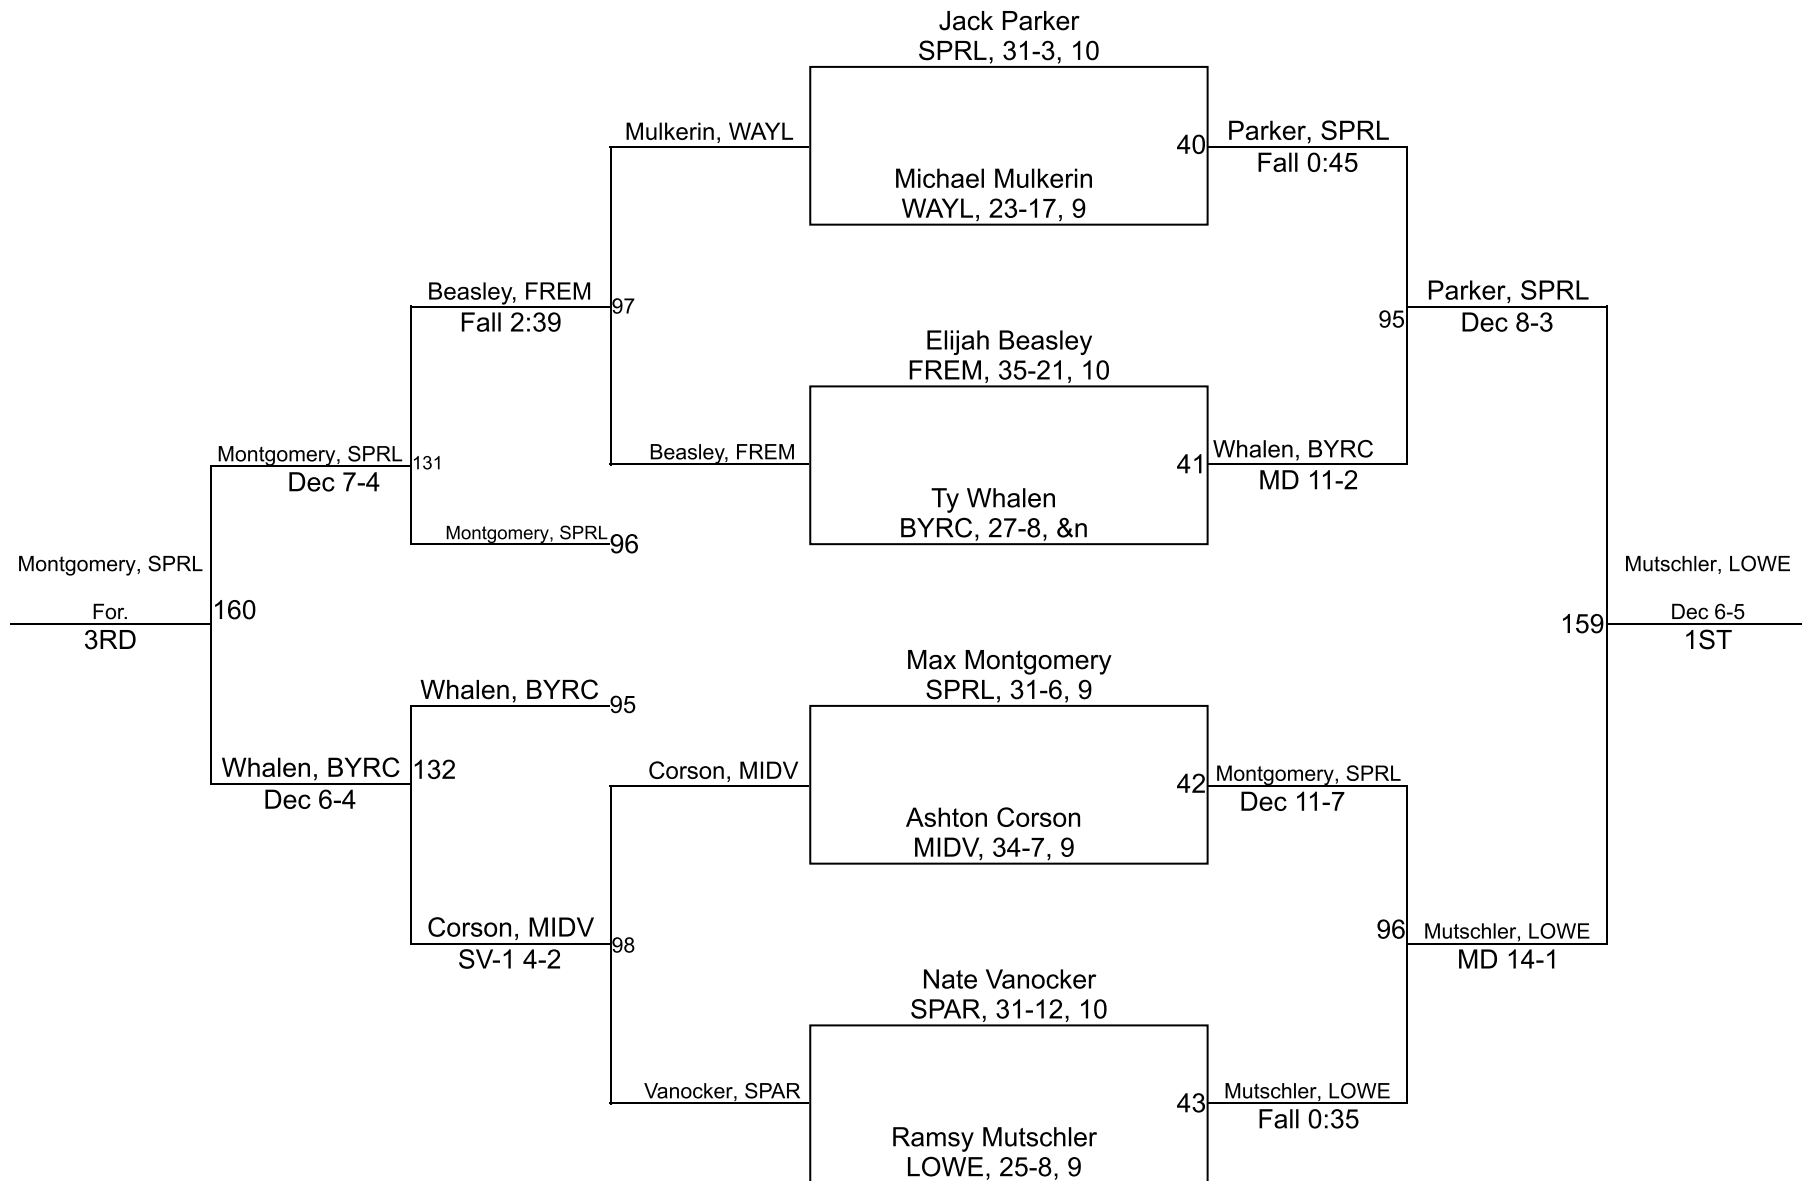 Jack Parker
SPRL, 31-3, 10
Mulkerin, WAYL
40
Parker, SPRL
Fall 0:45
Michael Mulkerin
WAYL, 23-17, 9
Beasley, FREM
97
Fall 2:39
Parker, SPRL
95
Dec 8-3
Elijah Beasley
FREM, 35-21, 10
Montgomery, SPRL
131
Dec 7-4
Beasley, FREM
41
Whalen, BYRC
MD 11-2
Ty Whalen
BYRC, 27-8, &n
Montgomery, SPRL
96
Montgomery, SPRL
For.
160
3RD
Mutschler, LOWE
159
Dec 6-5
1ST
Max Montgomery
SPRL, 31-6, 9
Whalen, BYRC
95
Whalen, BYRC
132
Dec 6-4
Corson, MIDV
42
Montgomery, SPRL
Dec 11-7
Ashton Corson
MIDV, 34-7, 9
Corson, MIDV
98
SV-1 4-2
96
Mutschler, LOWE
MD 14-1
Nate Vanocker
SPAR, 31-12, 10
Vanocker, SPAR
43
Mutschler, LOWE
Fall 0:35
Ramsy Mutschler
LOWE, 25-8, 9